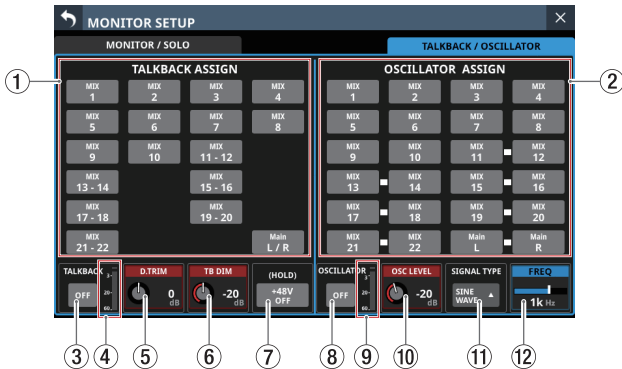 MONITOR SETUP
MONITOR / SOLO
TALKBACK / OSCILLATOR
1
TALKBACK ASSIGN
OSCILLATOR ASSIGN
2
MIX 1
MIX 2
MIX 3
MIX 4
MIX 1
MIX 2
MIX 3
MIX 4
MIX 5
MIX 6
MIX 7
MIX 8
MIX 5
MIX 6
MIX 7
MIX 8
MIX 9
MIX 10
MIX 11 - 12
MIX 9
MIX 10
MIX 11
MIX 12
MIX 13 - 14
MIX 15 - 16
MIX 13
MIX 14
MIX 15
MIX 16
MIX 17 - 18
MIX 19 - 20
MIX 17
MIX 18
MIX 19
MIX 20
MIX 21 - 22
Main L / R
MIX 21
MIX 22
Main L
Main R
TALKBACK
OFF
3-
20-
60-
D.TRIM
0 dB
TB DIM
-20 dB
(HOLD)
+48V OFF
OSCILLATOR
OFF
3-
20-
60-
OSC LEVEL
-20 dB
SIGNAL TYPE
SINE WAVE
FREQ
1k Hz
3 4 5 6 7 8 9 10 11 12